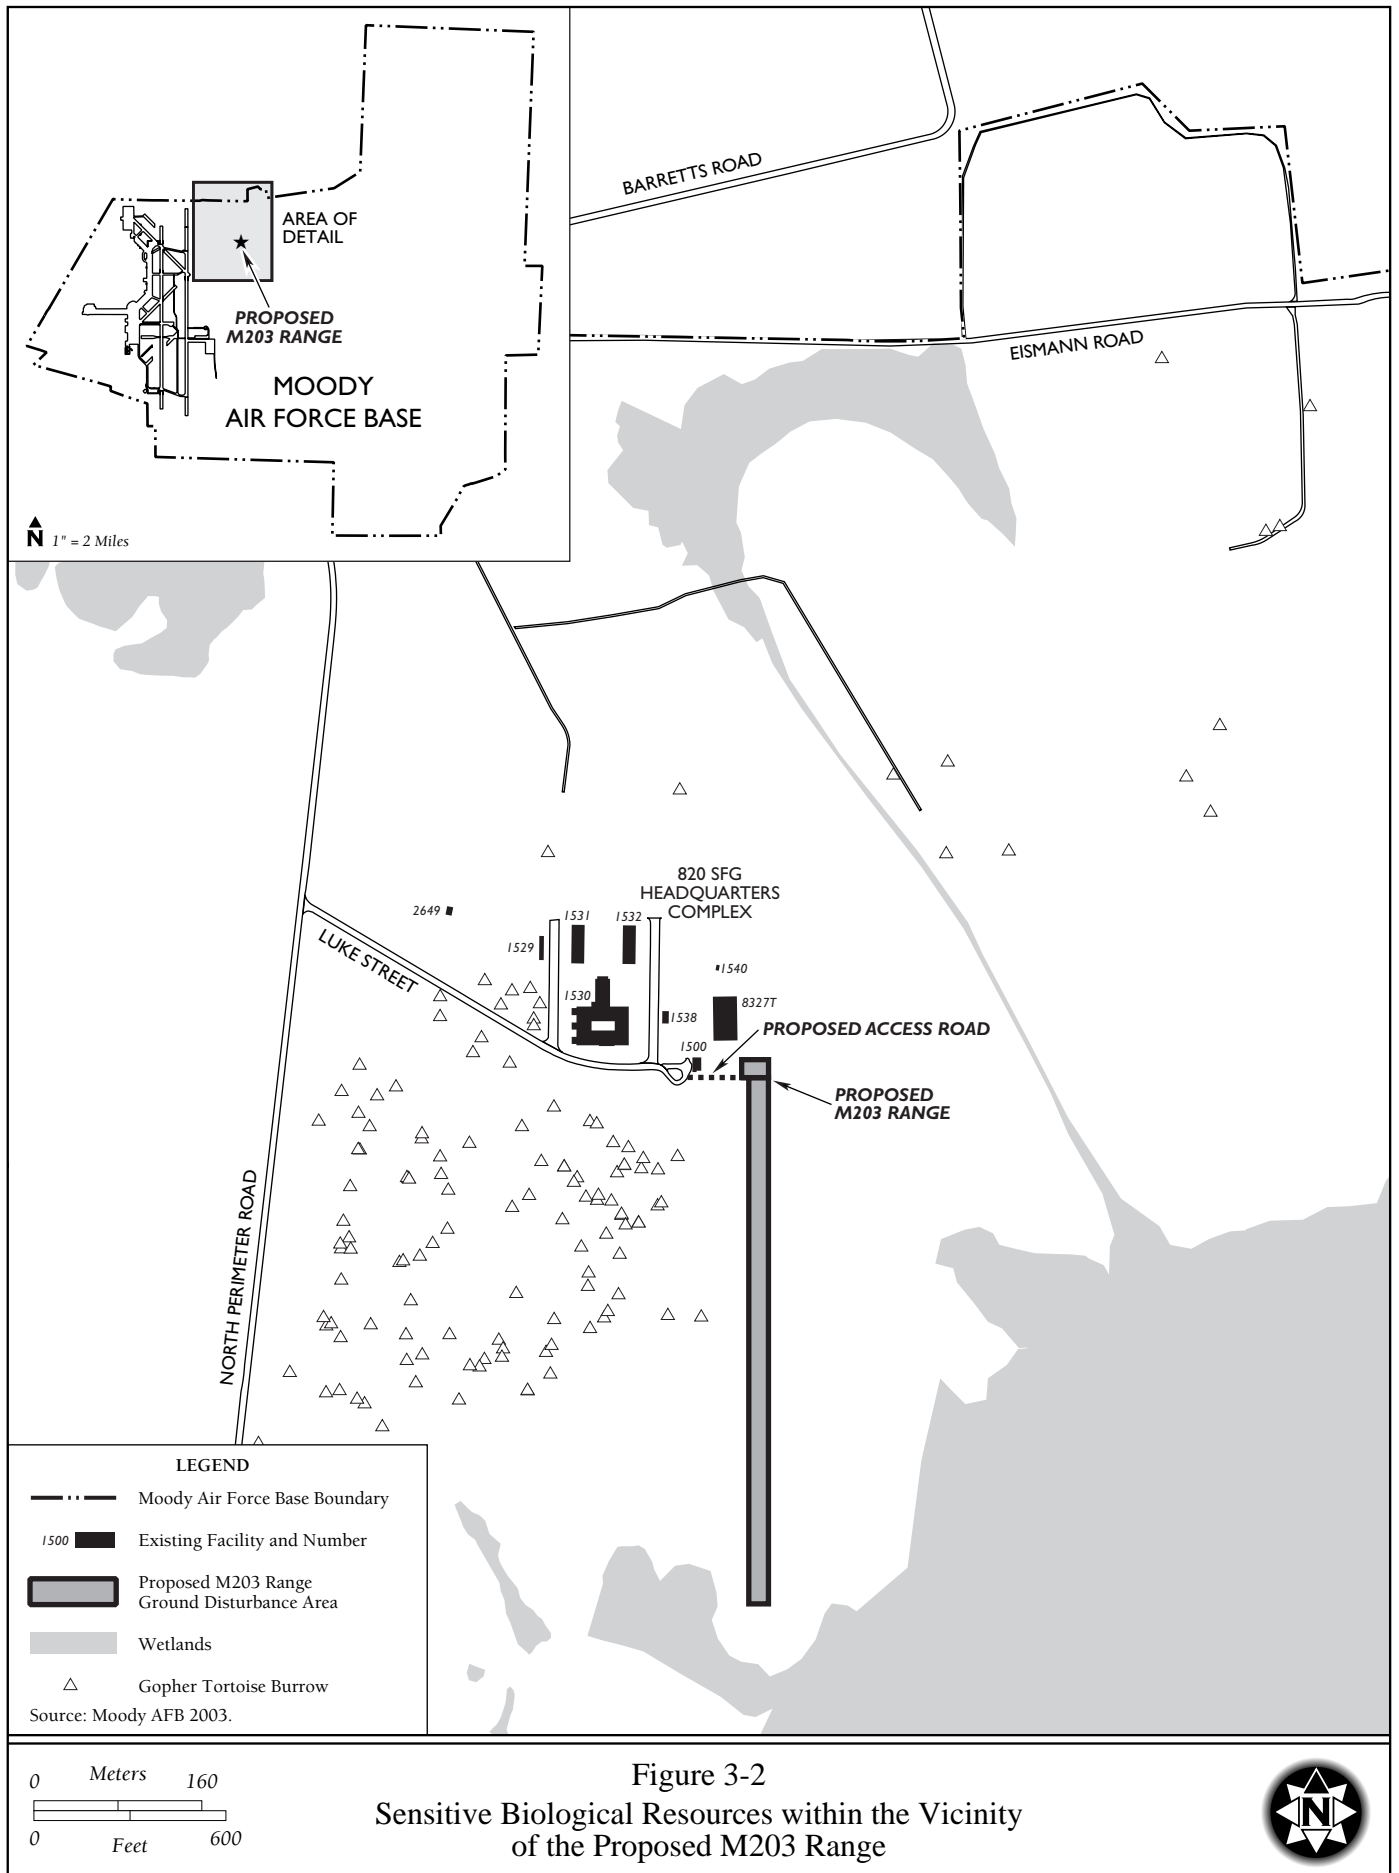 BARRETTS ROAD
AREA OF
DETAIL
PROPOSED
M203 RANGE
MOODY
AIR FORCE BASE
N 1" = 2 Miles
EISMANN ROAD
820 SFG
HEADQUARTERS
COMPLEX
2649
1531
1532
1529
LUKE STREET
1540
1530
8327T
1538
PROPOSED ACCESS ROAD
1500
PROPOSED
M203 RANGE
NORTH PERIMETER ROAD
LEGEND
Moody Air Force Base Boundary
1500 Existing Facility and Number
Proposed M203 Range
Ground Disturbance Area
Wetlands
Gopher Tortoise Burrow
Source: Moody AFB 2003.
0 Meters 160
0 Feet 600
Figure 3-2
Sensitive Biological Resources within the Vicinity
of the Proposed M203 Range
N